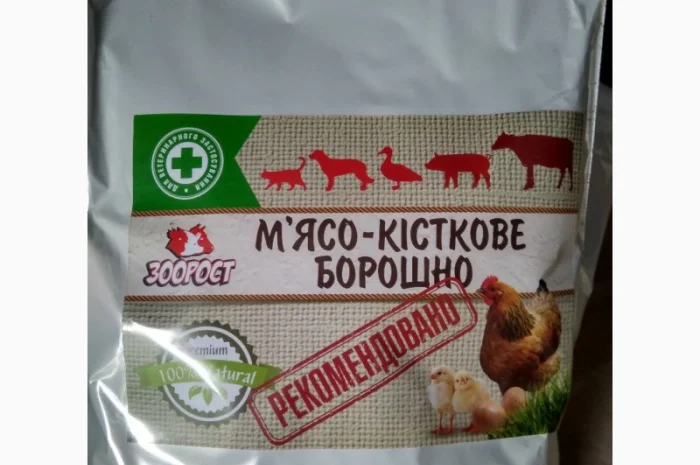 ДЛЯ ВЕТЕРИНАРНОГО ЗАСТОСУВАННЯ
М'ЯСО-КІСТКОВЕ
БОРОШНО
ЗООРОСТ
РЕКОМЕНДОВАНО
Premium
100% Natural